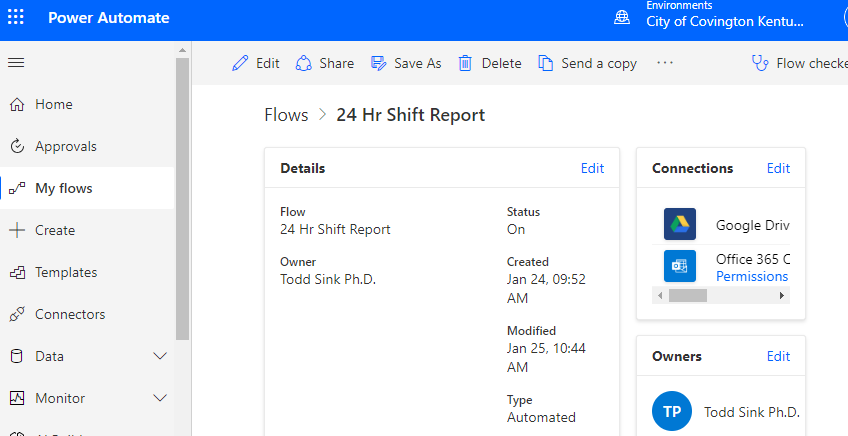 Power Automate
Environments
City of Covington Kentu...
Edit
Share
Save As
Delete
Send a copy
...
Flow checke
Home
Approvals
My flows
Create
Templates
Connectors
Data
Monitor
Flows > 24 Hr Shift Report
Details
Edit
Flow
24 Hr Shift Report
Owner
Todd Sink Ph.D.
Status
On
Created
Jan 24, 09:52
AM
Modified
Jan 25, 10:44
AM
Type
Automated
Connections
Edit
Google Driv
Office 365 O
Permissions
Owners
Edit
TP
Todd Sink Ph.D.